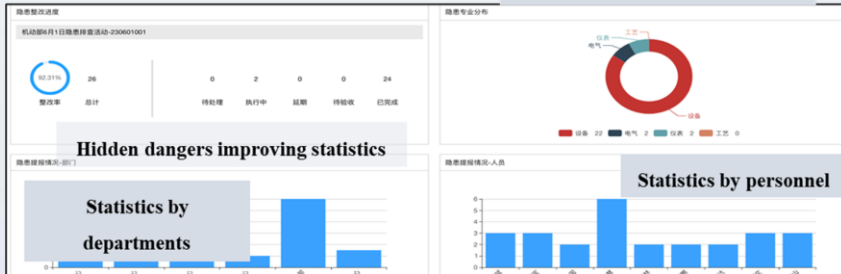 隐患整改进度
隐患专业分布
机动部6月1日隐患排查活动-230601001
92.31%
26
0
2
0
0
24
整改率
总计
待处理
执行中
延期
待验收
已完成
工艺
仪表
电气
设备
设备 22
电气 2
仪表 2
工艺 0
Hidden dangers improving statistics
隐患提报情况-部门
隐患提报情况-人员
Statistics by
departments
Statistics by personnel
0
6
5
4
3
2
1
0